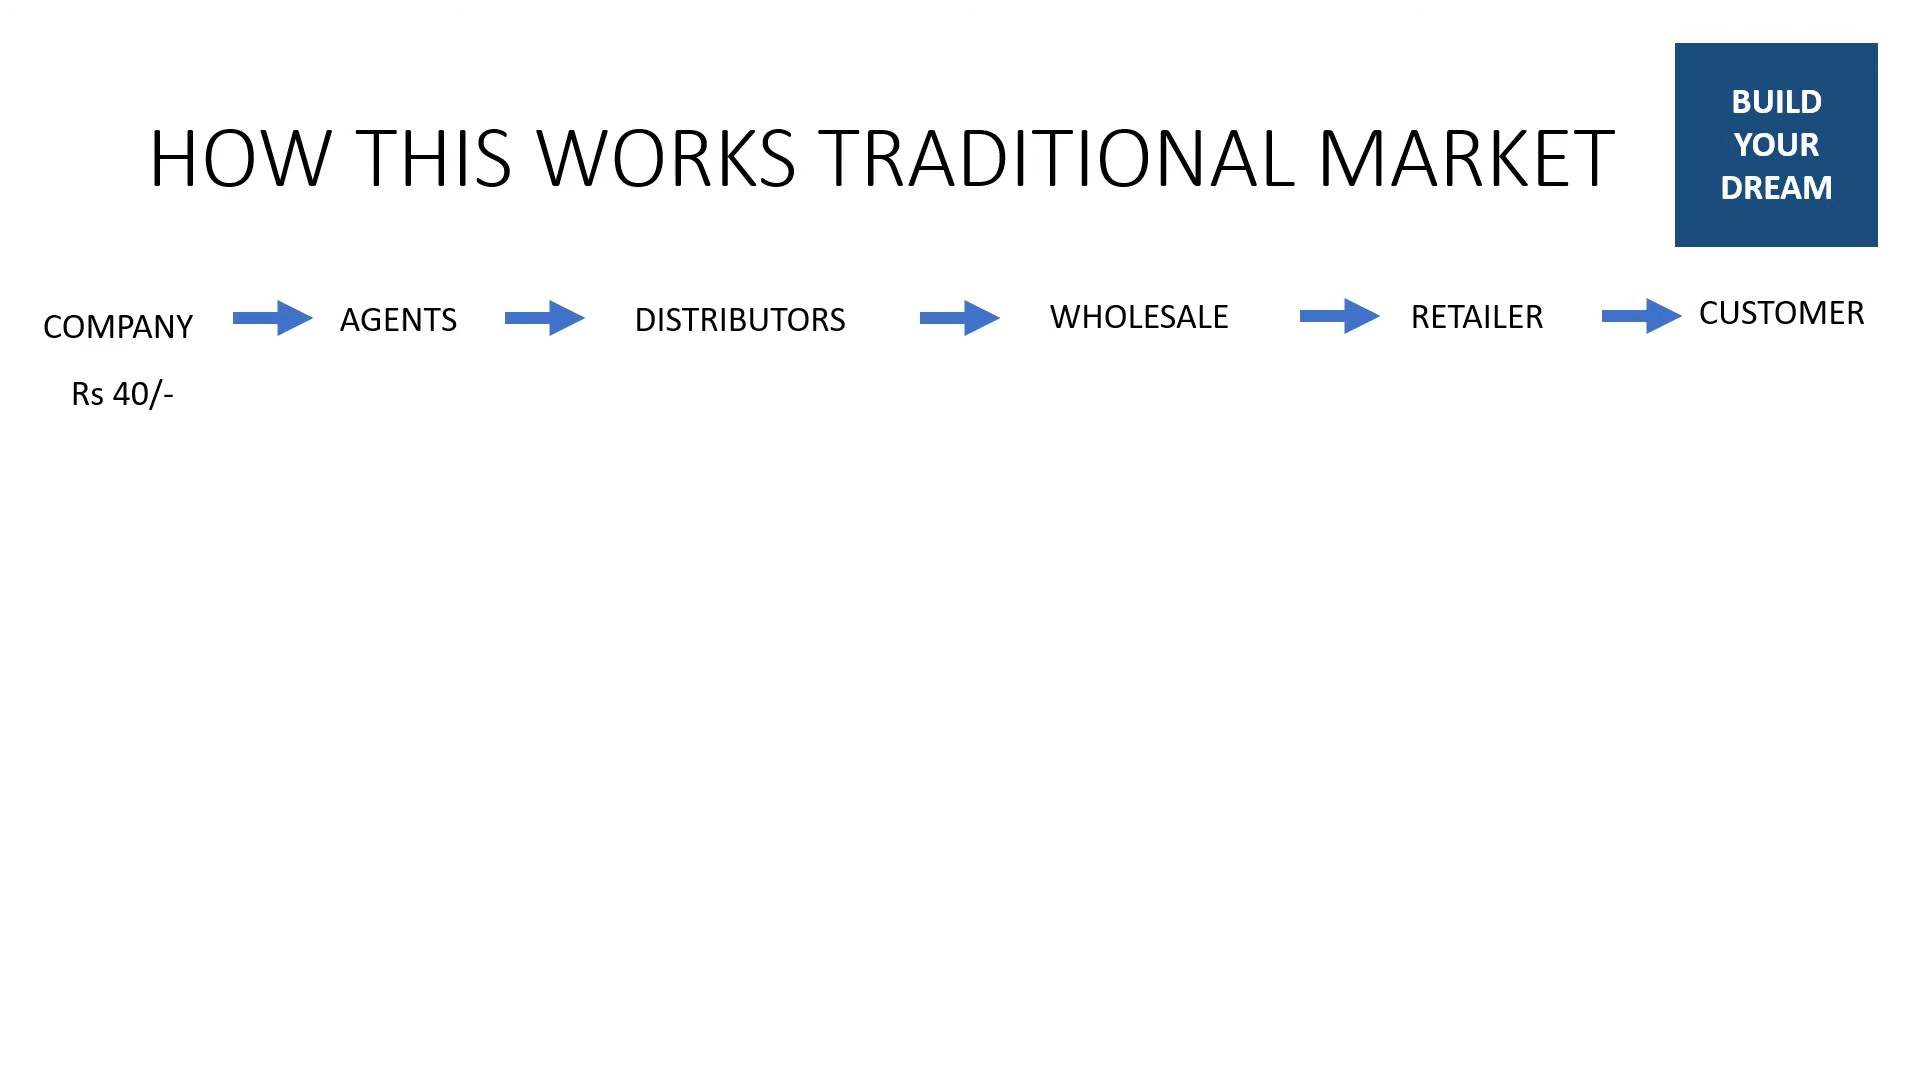 HOW THIS WORKS TRADITIONAL MARKET
BUILD
YOUR
DREAM
COMPANY
AGENTS
DISTRIBUTORS
WHOLESALE
RETAILER
CUSTOMER
Rs 40/-